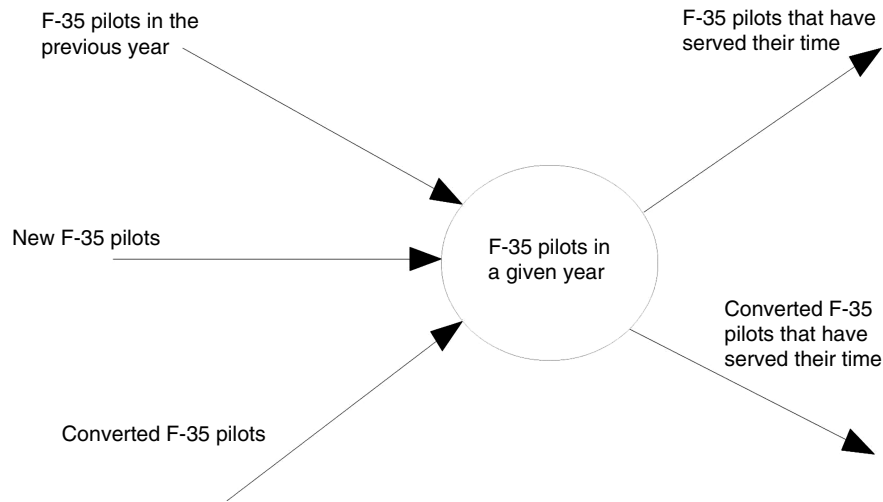 F-35 pilots in the
previous year
F-35 pilots that have
served their time
New F-35 pilots
F-35 pilots in
a given year
Converted F-35
pilots that have
served their time
Converted F-35 pilots